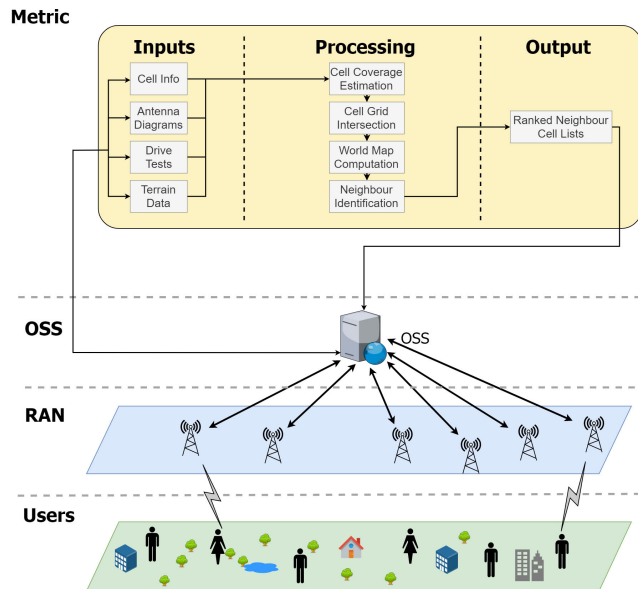 Metric
Inputs
Processing
Output
Cell Info
Antenna
Diagrams
Drive
Tests
Terrain
Data
Cell Coverage
Estimation
Cell Grid
Intersection
World Map
Computation
Neighbour
Identification
Ranked Neighbour
Cell Lists
OSS
OSS
RAN
Users